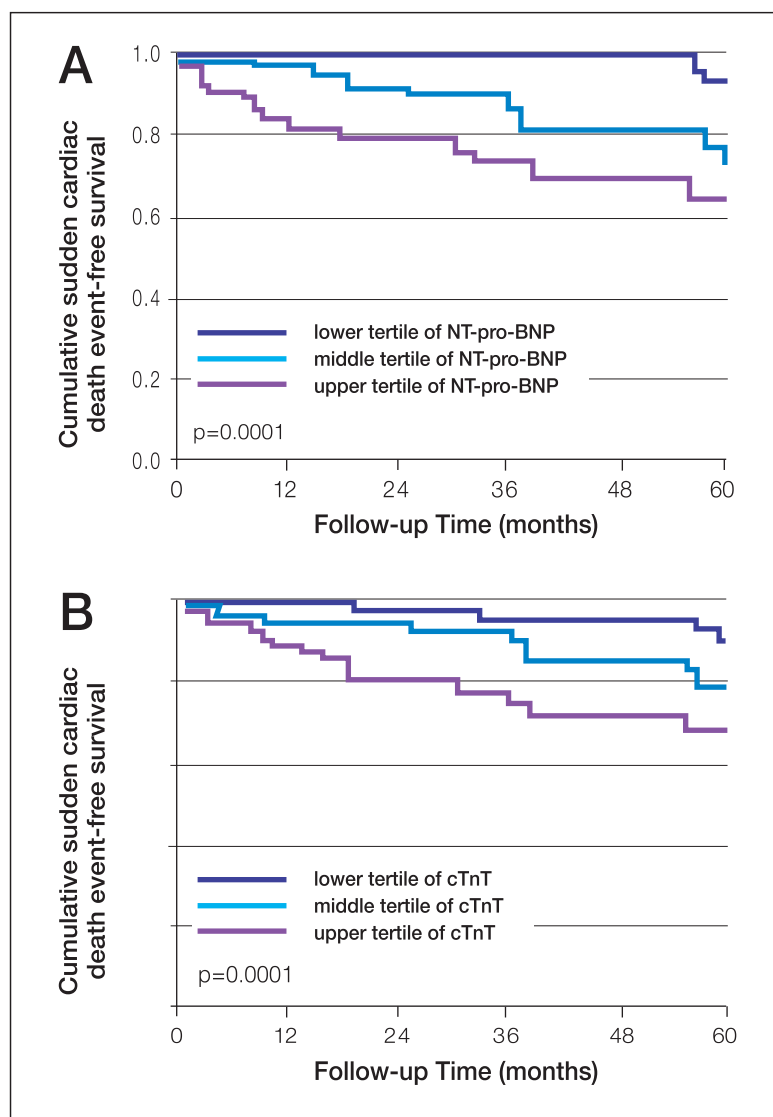 A
Cumulative sudden cardiac
death event-free survival
1.0
0.8
0.6
0.4
0.2
0.0
lower tertile of NT-pro-BNP
middle tertile of NT-pro-BNP
upper tertile of NT-pro-BNP
p=0.0001
0 12 24 36 48 60
Follow-up Time (months)
B
Cumulative sudden cardiac
death event-free survival
lower tertile of cTnT
middle tertile of cTnT
upper tertile of cTnT
p=0.0001
0 12 24 36 48 60
Follow-up Time (months)